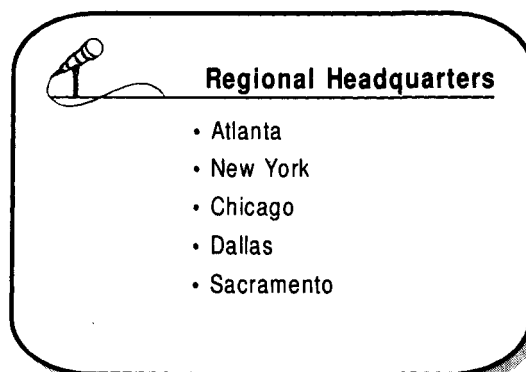 Regional Headquarters
• Atlanta
• New York
• Chicago
• Dallas
• Sacramento